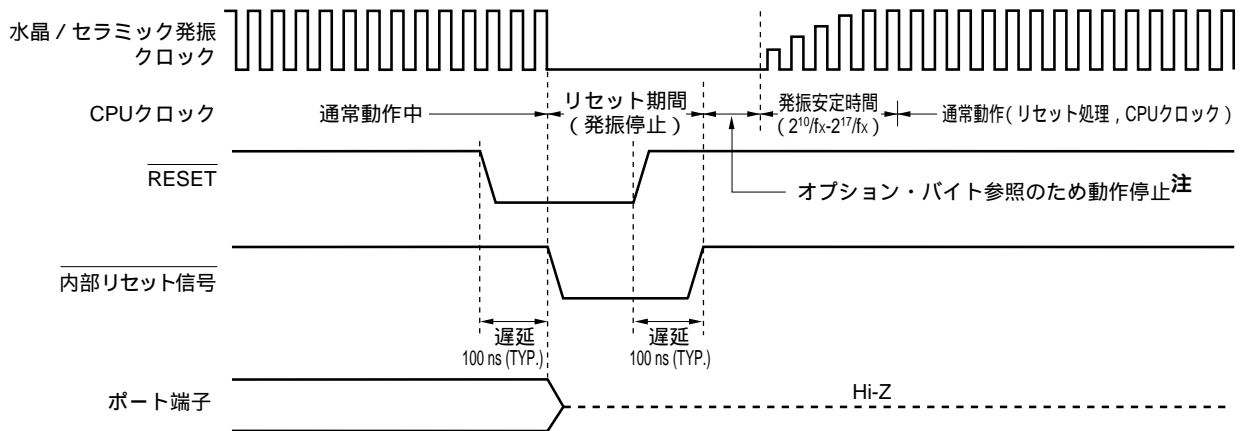 水晶 / セラミック発振
クロック
CPUクロック
通常動作中
リセット期間
(発振停止)
発振安定時間
(2¹⁰/fx-2¹⁷/fx)
通常動作(リセット処理,CPUクロック)
RESET
オプション・バイト参照のため動作停止注
内部リセット信号
遅延
100 ns (TYP.)
遅延
100 ns (TYP.)
ポート端子
Hi-Z